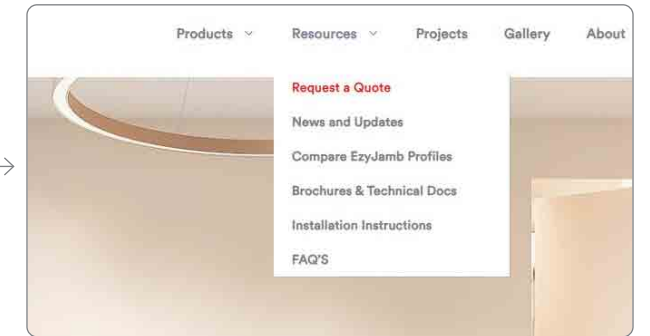 Products Resources Projects Gallery About
Request a Quote
News and Updates
Compare EzyJamb Profiles
Brochures & Technical Docs
Installation Instructions
FAQ'S